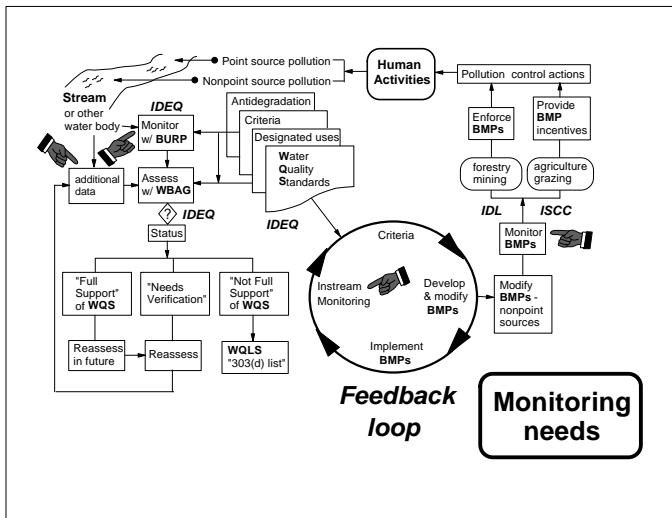 Point source pollution
Nonpoint source pollution
Human
Activities
Pollution control actions
Stream
or other
water body
IDEQ
Monitor
w/ BURP
Antidegradation
Criteria
Designated uses
Water
Quality
Standards
IDEQ
Enforce
BMPs
Provide
BMP
incentives
additional
data
Assess
w/ WBAG
?
IDEQ
Status
forestry
mining
agriculture
grazing
IDL
ISCC
Monitor
BMPs
Modify
BMPs -
nonpoint
sources
Criteria
Instream
Monitoring
Develop
& modify
BMPs
Implement
BMPs
"Full
Support"
of WQS
"Needs
Verification"
"Not Full
Support"
of WQS
Reassess
in future
Reassess
WQLS
"303(d) list"
Feedback
loop
Monitoring
needs